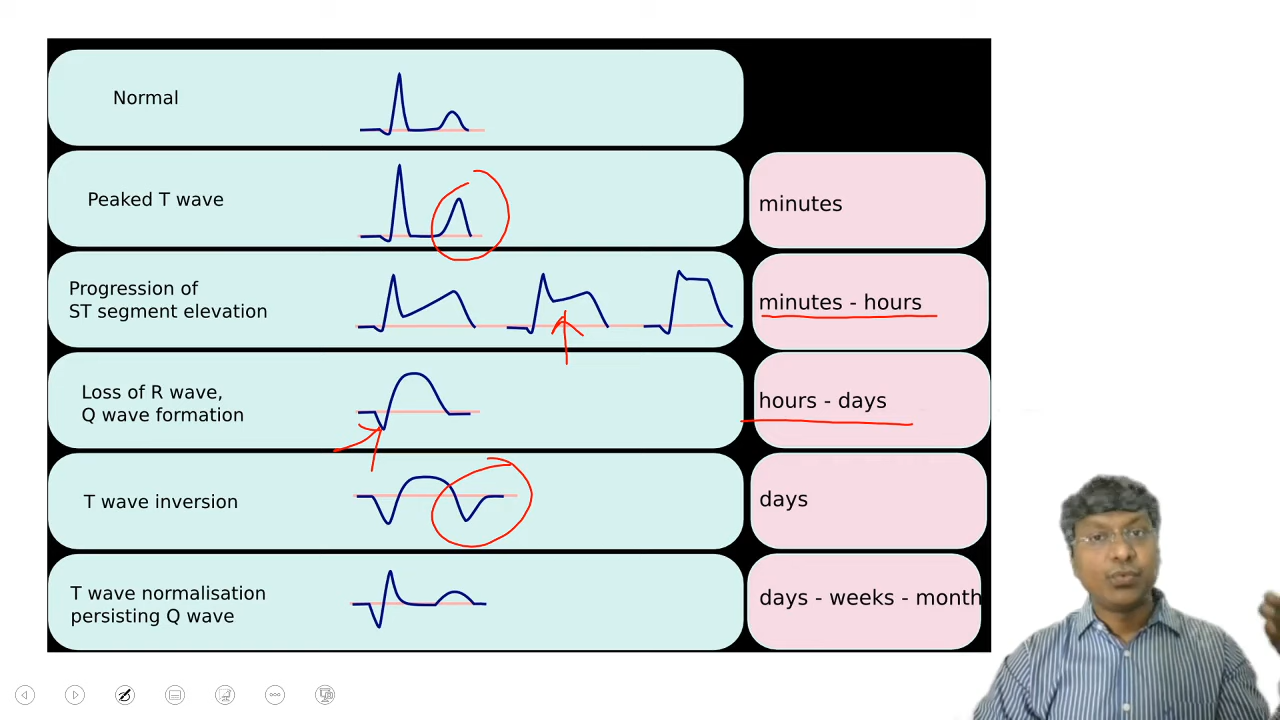 Normal
Peaked T wave
minutes
Progression of
ST segment elevation
minutes - hours
Loss of R wave,
Q wave formation
hours - days
T wave inversion
days
T wave normalisation
persisting Q wave
days - weeks - month